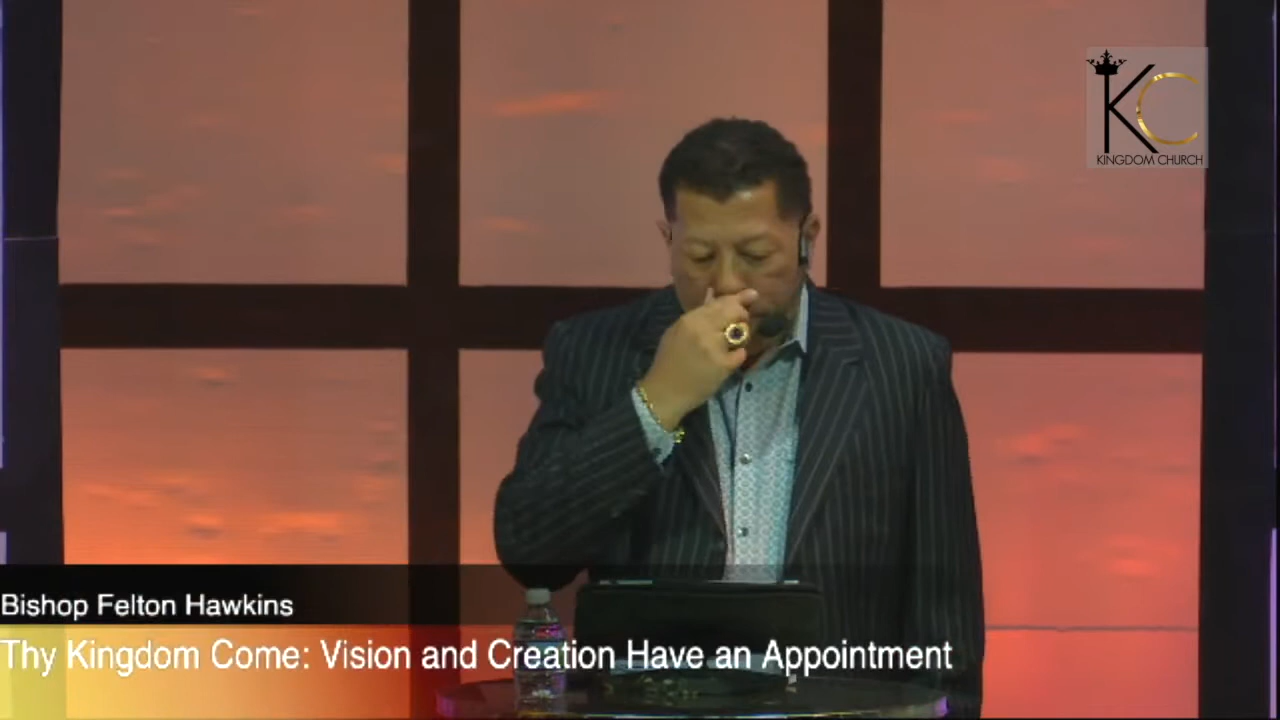 KC
KINGDOM CHURCH
Bishop Felton Hawkins
Thy Kingdom Come: Vision and Creation Have an Appointment